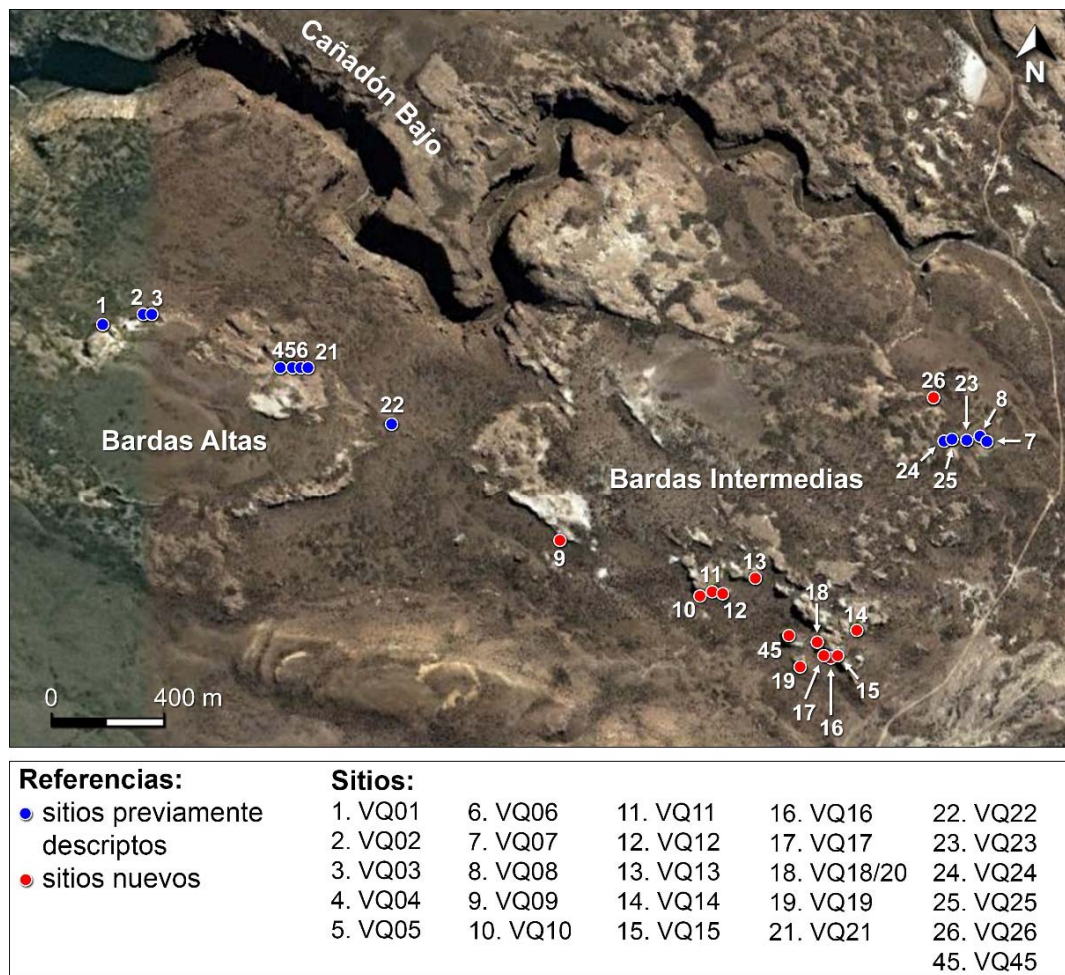 Cañadón Bajo
N
1
2 3
456 21
22
Bardas Altas
26
23
8
24
25
7
Bardas Intermedias
9
13
11
10
12
18
14
45
19
17
16
15
0 400 m
Referencias:
sitios previamente
descriptos
sitios nuevos
Sitios:
1. VQ01
2. VQ02
3. VQ03
4. VQ04
5. VQ05
6. VQ06
7. VQ07
8. VQ08
9. VQ09
10. VQ10
11. VQ11
12. VQ12
13. VQ13
14. VQ14
15. VQ15
16. VQ16
17. VQ17
18. VQ18/20
19. VQ19
21. VQ21
22. VQ22
23. VQ23
24. VQ24
25. VQ25
26. VQ26
45. VQ45